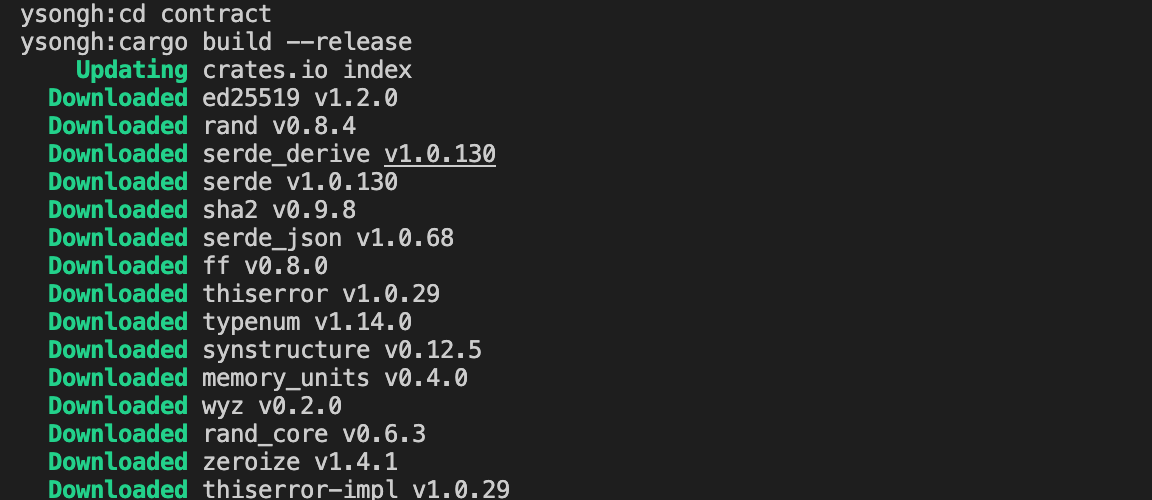 ysongh:cd contract
ysongh:cargo build --release
Updating crates.io index
Downloaded ed25519 v1.2.0
Downloaded rand v0.8.4
Downloaded serde_derive v1.0.130
Downloaded serde v1.0.130
Downloaded sha2 v0.9.8
Downloaded serde_json v1.0.68
Downloaded ff v0.8.0
Downloaded thiserror v1.0.29
Downloaded typenum v1.14.0
Downloaded synstructure v0.12.5
Downloaded memory_units v0.4.0
Downloaded wyz v0.2.0
Downloaded rand_core v0.6.3
Downloaded zeroize v1.4.1
Downloaded thiserror-impl v1.0.29